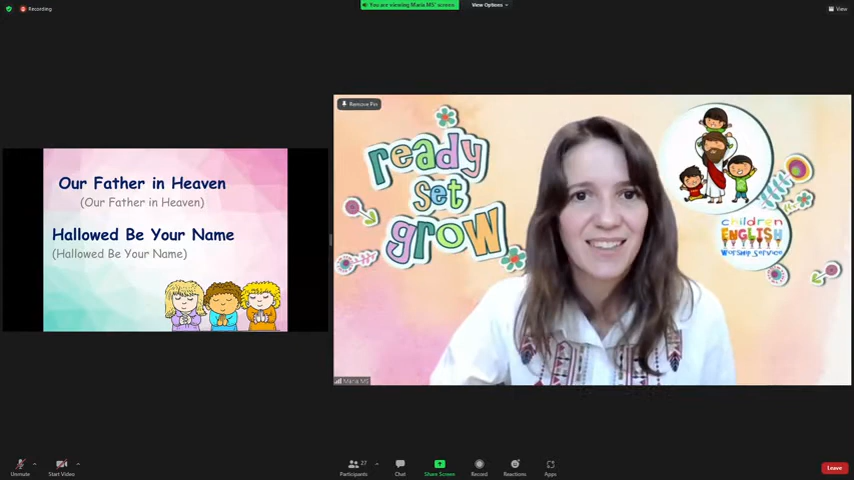 Recording
You are viewing Maria MS' screen
View Options
View
Our Father in Heaven
(Our Father in Heaven)
Hallowed Be Your Name
(Hallowed Be Your Name)
Remove Pin
ready
set
grow
children
ENGLISH
Worship Service
Maria MS
Unmute
Start Video
Participants
27
Chat
Share Screen
Record
Reactions
Apps
Leave